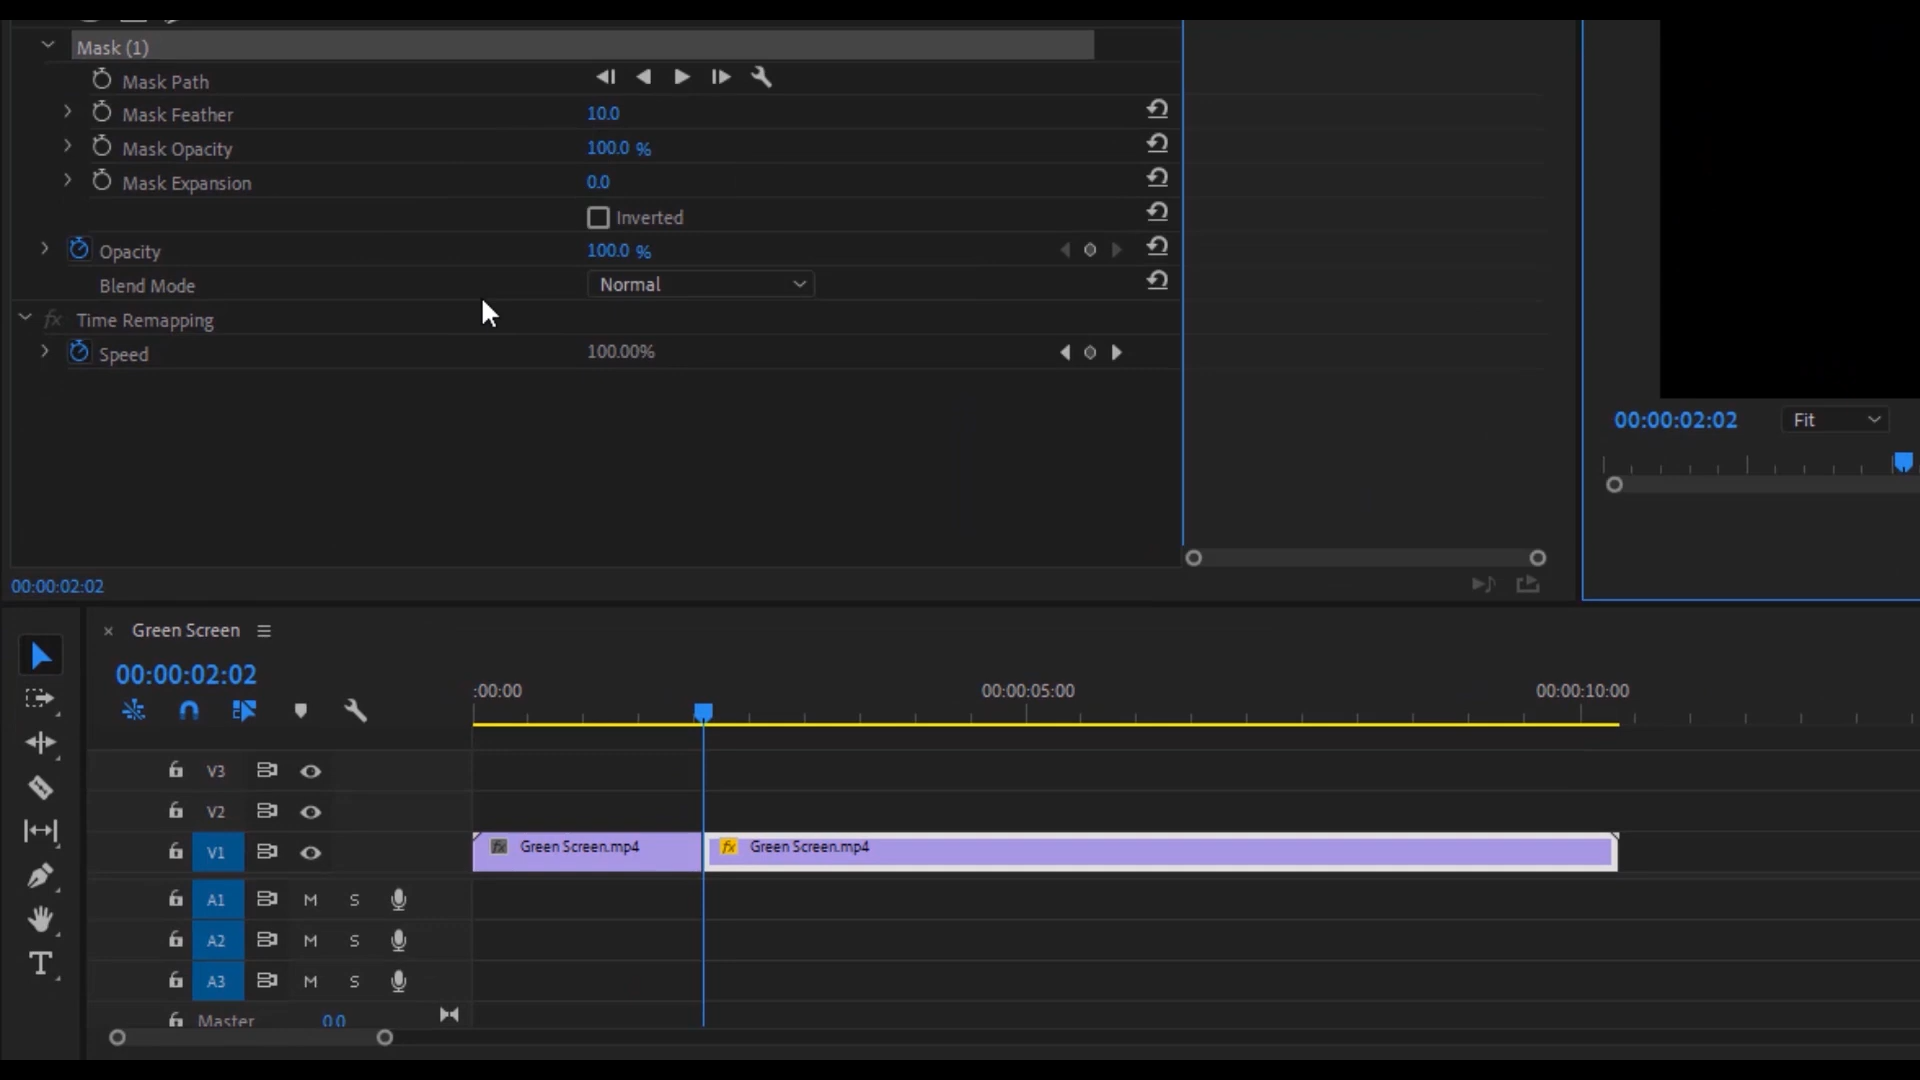 Mask (1)
Mask Path
Mask Feather 10.0
Mask Opacity 100.0 %
Mask Expansion 0.0
Inverted
Opacity 100.0 %
Blend Mode Normal
fx Time Remapping
Speed 100.00%
00:00:02:02 Fit
00:00:02:02
× Green Screen
00:00:02:02
:00:00 00:00:05:00 00:00:10:00
V3
V2
V1 fx Green Screen.mp4 fx Green Screen.mp4
A1 M S
A2 M S
A3 M S
Master 0.0
T